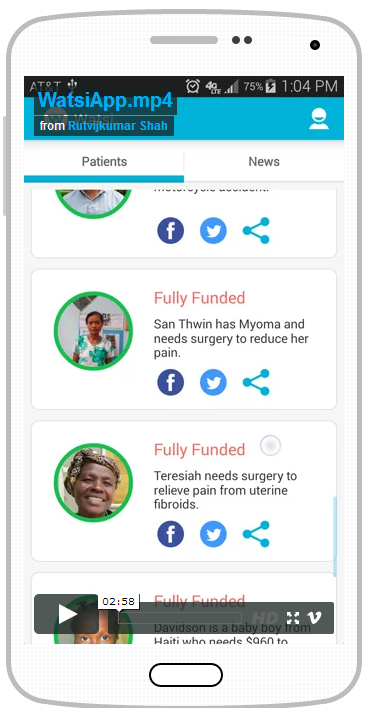 AT&T 4G LTE 75% 1:04 PM
WatsiApp.mp4
Watsi
from Rutvijkumar Shah
Patients News
motorcycle accident.
Fully Funded
San Thwin has Myoma and
needs surgery to reduce her
pain.
Fully Funded
Teresiah needs surgery to
relieve pain from uterine
fibroids.
Fully Funded
02:58
HD
Davidson is a baby boy from
Haiti who needs $960 to